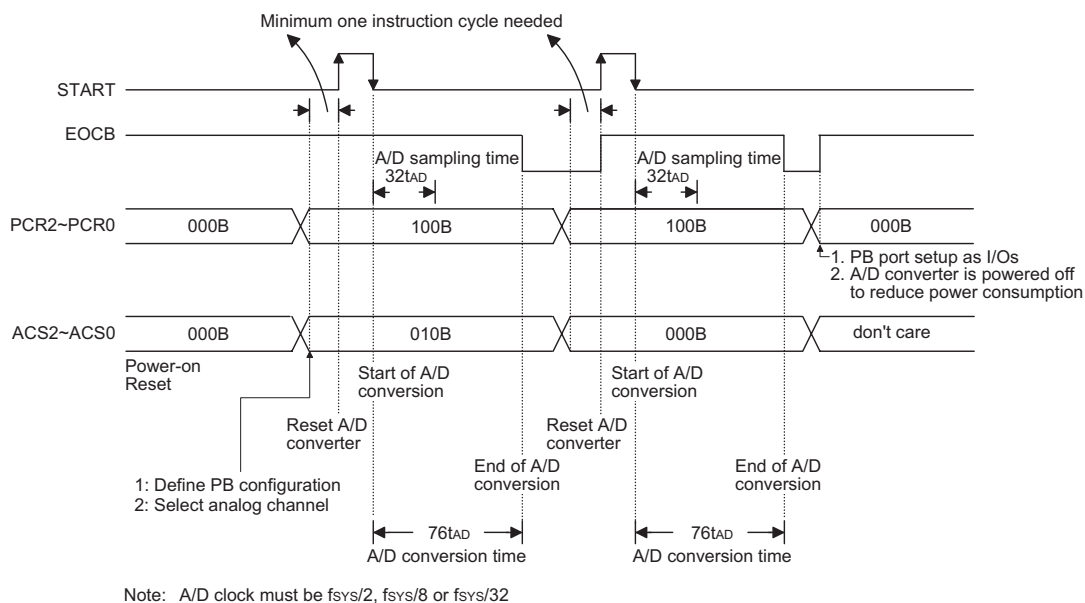 Minimum one instruction cycle needed
START
EOCB
A/D sampling time
32tAD
A/D sampling time
32tAD
PCR2~PCR0
000B
100B
100B
000B
1. PB port setup as I/Os
2. A/D converter is powered off
to reduce power consumption
ACS2~ACS0
000B
010B
000B
don't care
Power-on
Reset
Start of A/D
conversion
Start of A/D
conversion
Reset A/D
converter
Reset A/D
converter
End of A/D
conversion
End of A/D
conversion
1: Define PB configuration
2: Select analog channel
76tAD
A/D conversion time
76tAD
A/D conversion time
Note: A/D clock must be fSYS/2, fSYS/8 or fSYS/32